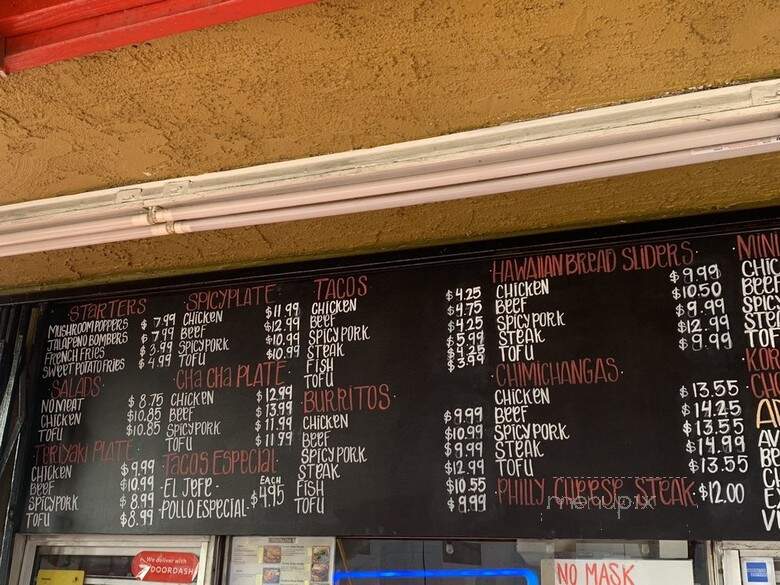 STARTERS
MUSHROOM POPPERS $7.99
JALAPENO BOMBERS $7.99
FRENCH FRIES $3.99
SWEET POTATO FRIES $4.99
SALADS
NO MEAT $8.75
CHICKEN $10.85
TOFU $10.85
TERIYAKI PLATE
CHICKEN $9.99
BEEF $10.99
SPICY PORK $8.99
TOFU $8.99
SPICY PLATE
CHICKEN $11.99
BEEF $12.99
SPICY PORK $10.99
TOFU $10.99
CHA CHA PLATE
CHICKEN $12.99
BEEF $13.99
SPICY PORK $11.99
TOFU $11.99
TACOS ESPECIAL
EL JEFE · EACH
POLLO ESPECIAL · $4.95
TACOS
CHICKEN $4.25
BEEF $4.75
SPICY PORK $4.25
STEAK $5.99
FISH $4.25
TOFU $3.99
BURRITOS
CHICKEN $9.99
BEEF $10.99
SPICY PORK $9.99
STEAK $12.99
FISH $10.55
TOFU $9.99
HAWAIIAN BREAD SLIDERS
CHICKEN $9.99
BEEF $10.50
SPICY PORK $9.99
STEAK $12.99
TOFU $9.99
CHIMICHANGAS
CHICKEN $13.55
BEEF $14.25
SPICY PORK $13.55
STEAK $14.99
TOFU $13.55
PHILLY CHEESE STEAK · $12.00
MIN
CHIC
BEEF
SPIC
STE
TOF
KOR
CH
A
AV
BE
C
E
V
menupix
We deliver with
DOORDASH
NO MASK